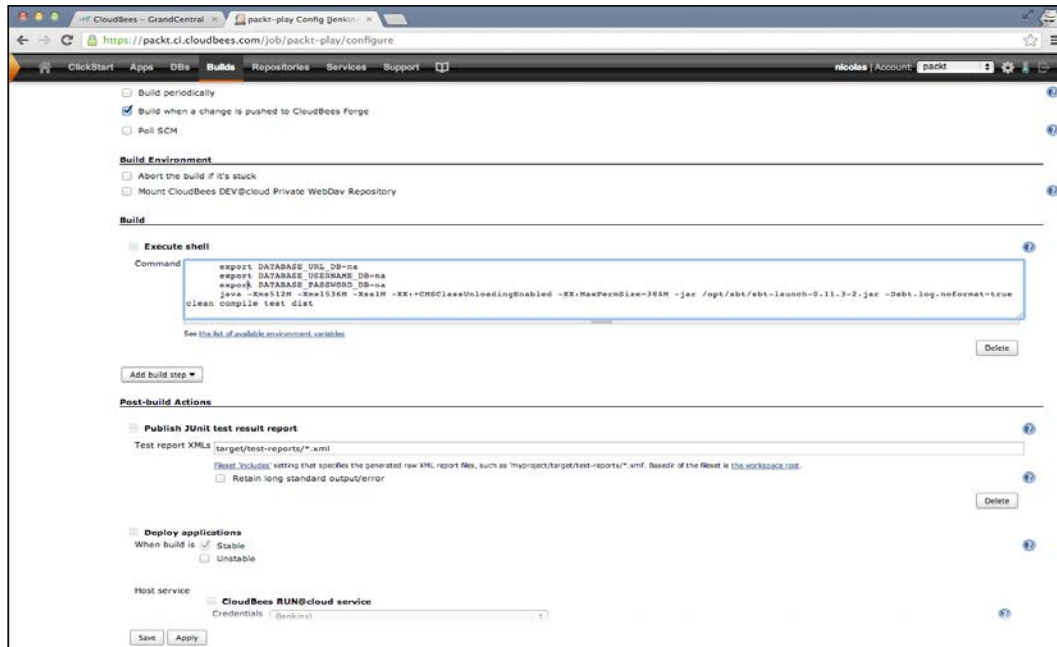 CloudBees - GrandCentral
packt-play Config [Jenkins
https://packt.ci.cloudbees.com/job/packt-play/configure
ClickStart Apps DBs Builds Repositories Services Support nicolas | Account: packt
Build periodically
Build when a change is pushed to CloudBees Forge
Poll SCM
Build Environment
Abort the build if it's stuck
Mount CloudBees DEV@cloud Private WebDav Repository
Build
Execute shell
Command
export DATABASE_URL_DB=na
export DATABASE_USERNAME_DB=na
export DATABASE_PASSWORD_DB=na
java -Xms512M -Xmx1536M -Xss1M -XX:+CMSClassUnloadingEnabled -XX:MaxPermSize=384M -jar /opt/sbt/sbt-launch-0.11.3-2.jar -Dsbt.log.noformat=true
clean compile test dist
See the list of available environment variables
Delete
Add build step
Post-build Actions
Publish JUnit test result report
Test report XMLs target/test-reports/*.xml
Fileset 'includes' setting that specifies the generated raw XML report files, such as 'myproject/target/test-reports/*.xml'. Basedir of the fileset is the workspace root.
Retain long standard output/error
Delete
Deploy applications
When build is Stable
Unstable
Host service
CloudBees RUN@cloud service
Credentials (Jenkins)
Save Apply